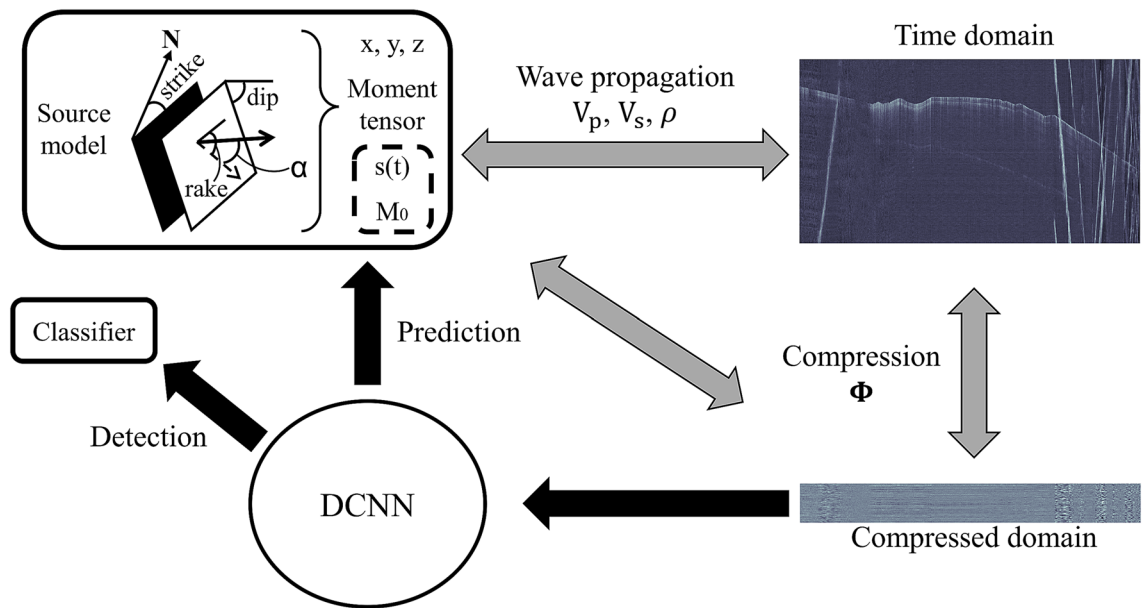 N
strike
dip
Source
model
rake
α
x, y, z
Moment
tensor
s(t)
M₀
Wave propagation
Vₚ, Vₛ, ρ
Time domain
Classifier
Prediction
Compression
Φ
Detection
DCNN
Compressed domain